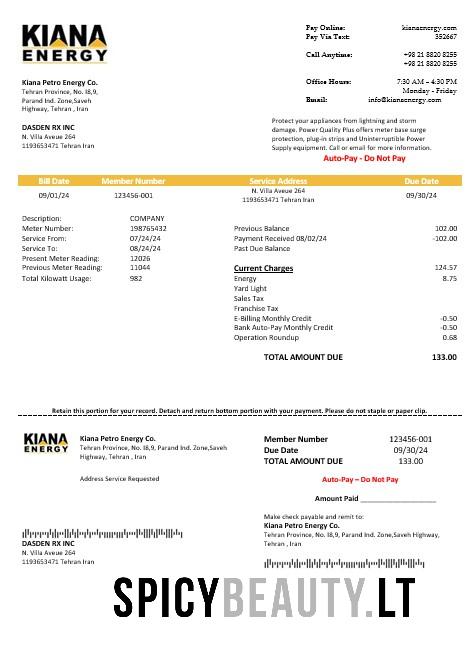 KIANA
ENERGY
Pay Online: kianaenergy.com
Pay Via Text: 352667
Call Anytime: +98 21 8820 8255
+98 21 8820 8255
Office Hours: 7:30 AM – 4:30 PM
Monday - Friday
Email: info@kianaenergy.com
Kiana Petro Energy Co.
Tehran Province, No. I8,9,
Parand Ind. Zone,Saveh
Highway, Tehran , Iran
DASDEN RX INC
N. Villa Aveue 264
1193653471 Tehran Iran
Protect your appliances from lightning and storm
damage. Power Quality Plus offers meter base surge
protection, plug-in strips and Uninterruptible Power
Supply equipment. Call or email for more information.
Auto-Pay - Do Not Pay
Bill Date Member Number Service Address Due Date
09/01/24 123456-001 N. Villa Aveue 264 09/30/24
1193653471 Tehran Iran
Description: COMPANY
Meter Number: 198765432
Service From: 07/24/24
Service To: 08/24/24
Present Meter Reading: 12026
Previous Meter Reading: 11044
Total Kilowatt Usage: 982
Previous Balance 102.00
Payment Received 08/02/24 -102.00
Past Due Balance
Current Charges 124.57
Energy 8.75
Yard Light
Sales Tax
Franchise Tax
E-Billing Monthly Credit -0.50
Bank Auto-Pay Monthly Credit -0.50
Operation Roundup 0.68
TOTAL AMOUNT DUE 133.00
Retain this portion for your record. Detach and return bottom portion with your payment. Please do not staple or paper clip.
KIANA
ENERGY
Kiana Petro Energy Co.
Tehran Province, No. I8,9, Parand Ind. Zone,Saveh
Highway, Tehran , Iran
Address Service Requested
Member Number 123456-001
Due Date 09/30/24
TOTAL AMOUNT DUE 133.00
Auto-Pay – Do Not Pay
Amount Paid ____________________
Make check payable and remit to:
Kiana Petro Energy Co.
Tehran Province, No. I8,9, Parand Ind. Zone,Saveh Highway,
Tehran , Iran
DASDEN RX INC
N. Villa Aveue 264
1193653471 Tehran Iran
SPICYBEAUTY.LT